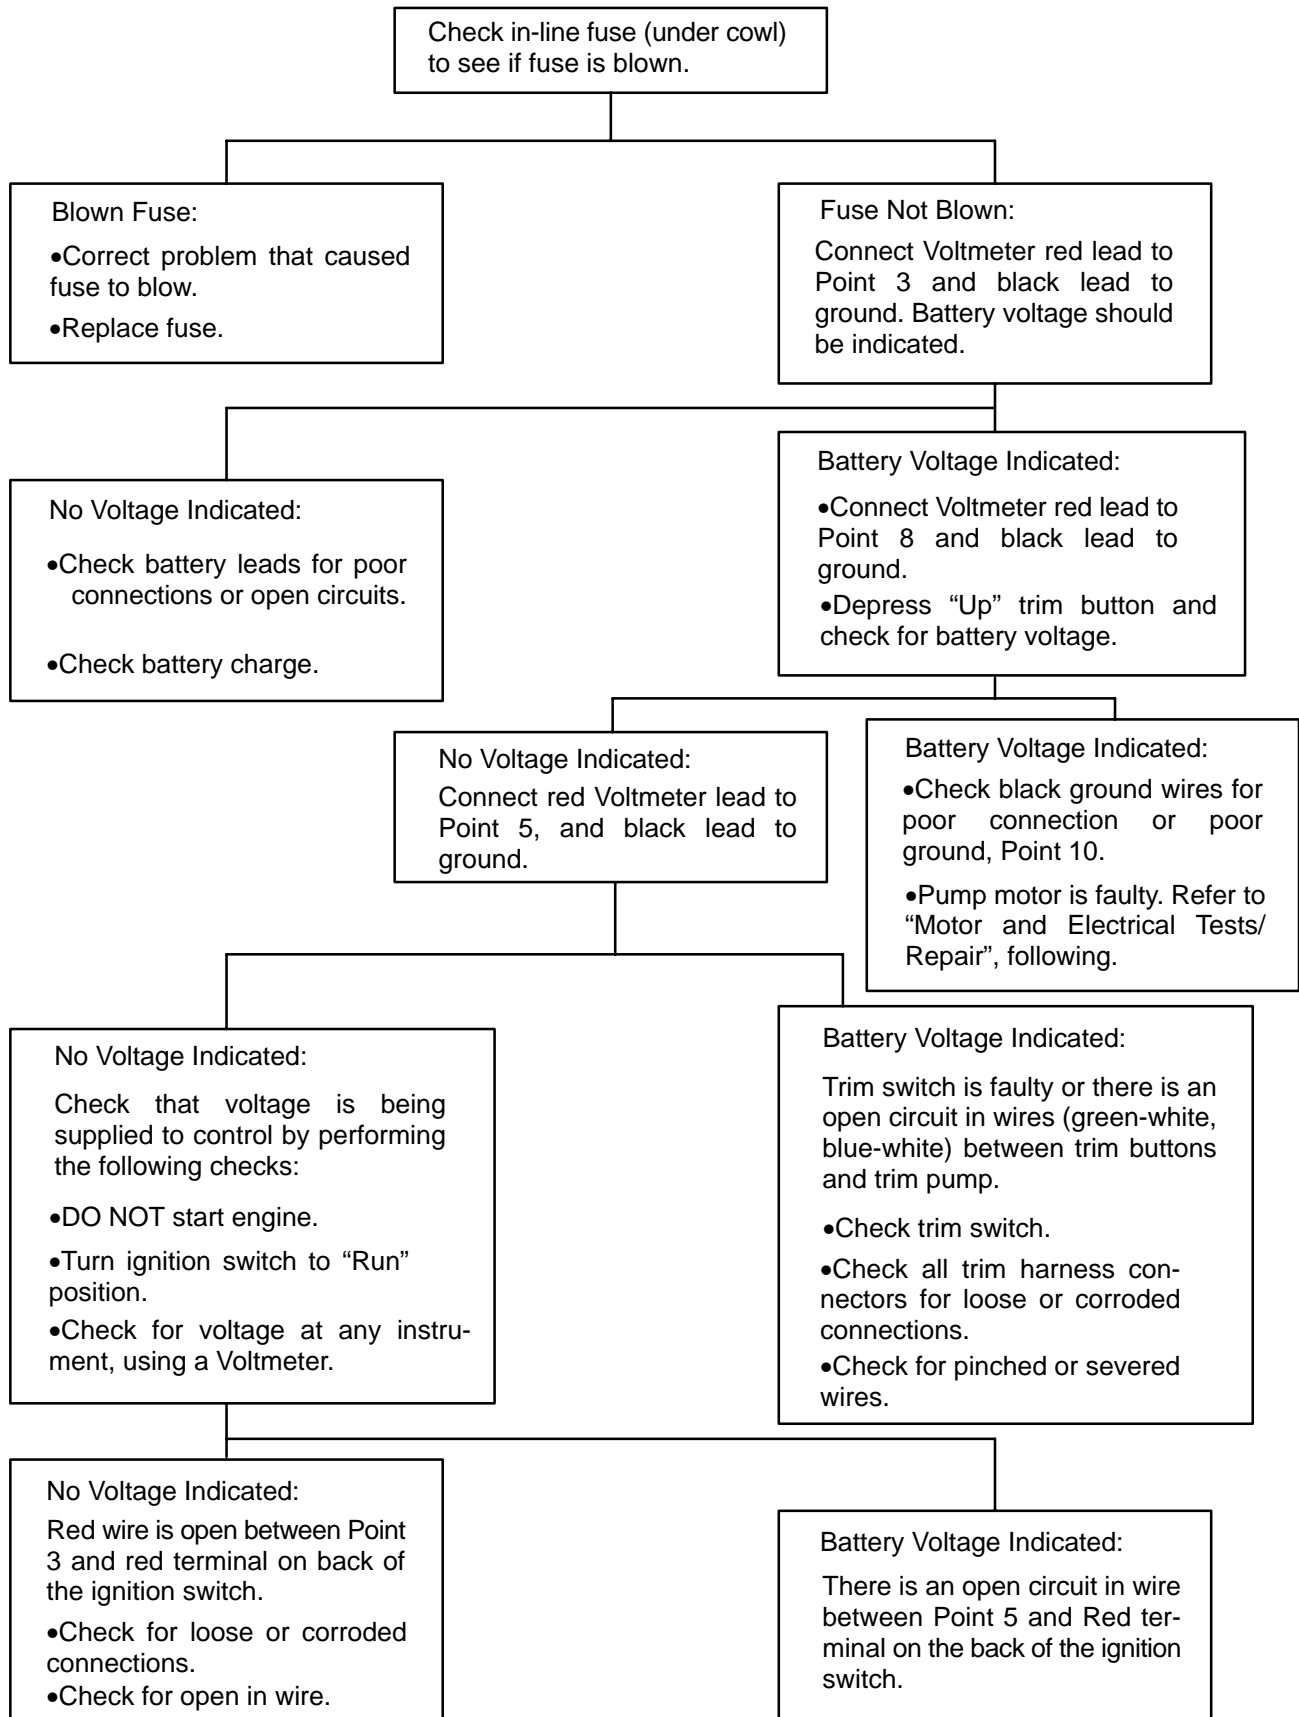 Check in-line fuse (under cowl)
to see if fuse is blown.
Blown Fuse:
•Correct problem that caused
fuse to blow.
•Replace fuse.
Fuse Not Blown:
Connect Voltmeter red lead to
Point 3 and black lead to
ground. Battery voltage should
be indicated.
No Voltage Indicated:
•Check battery leads for poor
connections or open circuits.
•Check battery charge.
Battery Voltage Indicated:
•Connect Voltmeter red lead to
Point 8 and black lead to
ground.
•Depress “Up” trim button and
check for battery voltage.
No Voltage Indicated:
Connect red Voltmeter lead to
Point 5, and black lead to
ground.
Battery Voltage Indicated:
•Check black ground wires for
poor connection or poor
ground, Point 10.
•Pump motor is faulty. Refer to
“Motor and Electrical Tests/
Repair”, following.
No Voltage Indicated:
Check that voltage is being
supplied to control by performing
the following checks:
•DO NOT start engine.
•Turn ignition switch to “Run”
position.
•Check for voltage at any instru-
ment, using a Voltmeter.
Battery Voltage Indicated:
Trim switch is faulty or there is an
open circuit in wires (green-white,
blue-white) between trim buttons
and trim pump.
•Check trim switch.
•Check all trim harness con-
nectors for loose or corroded
connections.
•Check for pinched or severed
wires.
No Voltage Indicated:
Red wire is open between Point
3 and red terminal on back of
the ignition switch.
•Check for loose or corroded
connections.
•Check for open in wire.
Battery Voltage Indicated:
There is an open circuit in wire
between Point 5 and Red ter-
minal on the back of the ignition
switch.